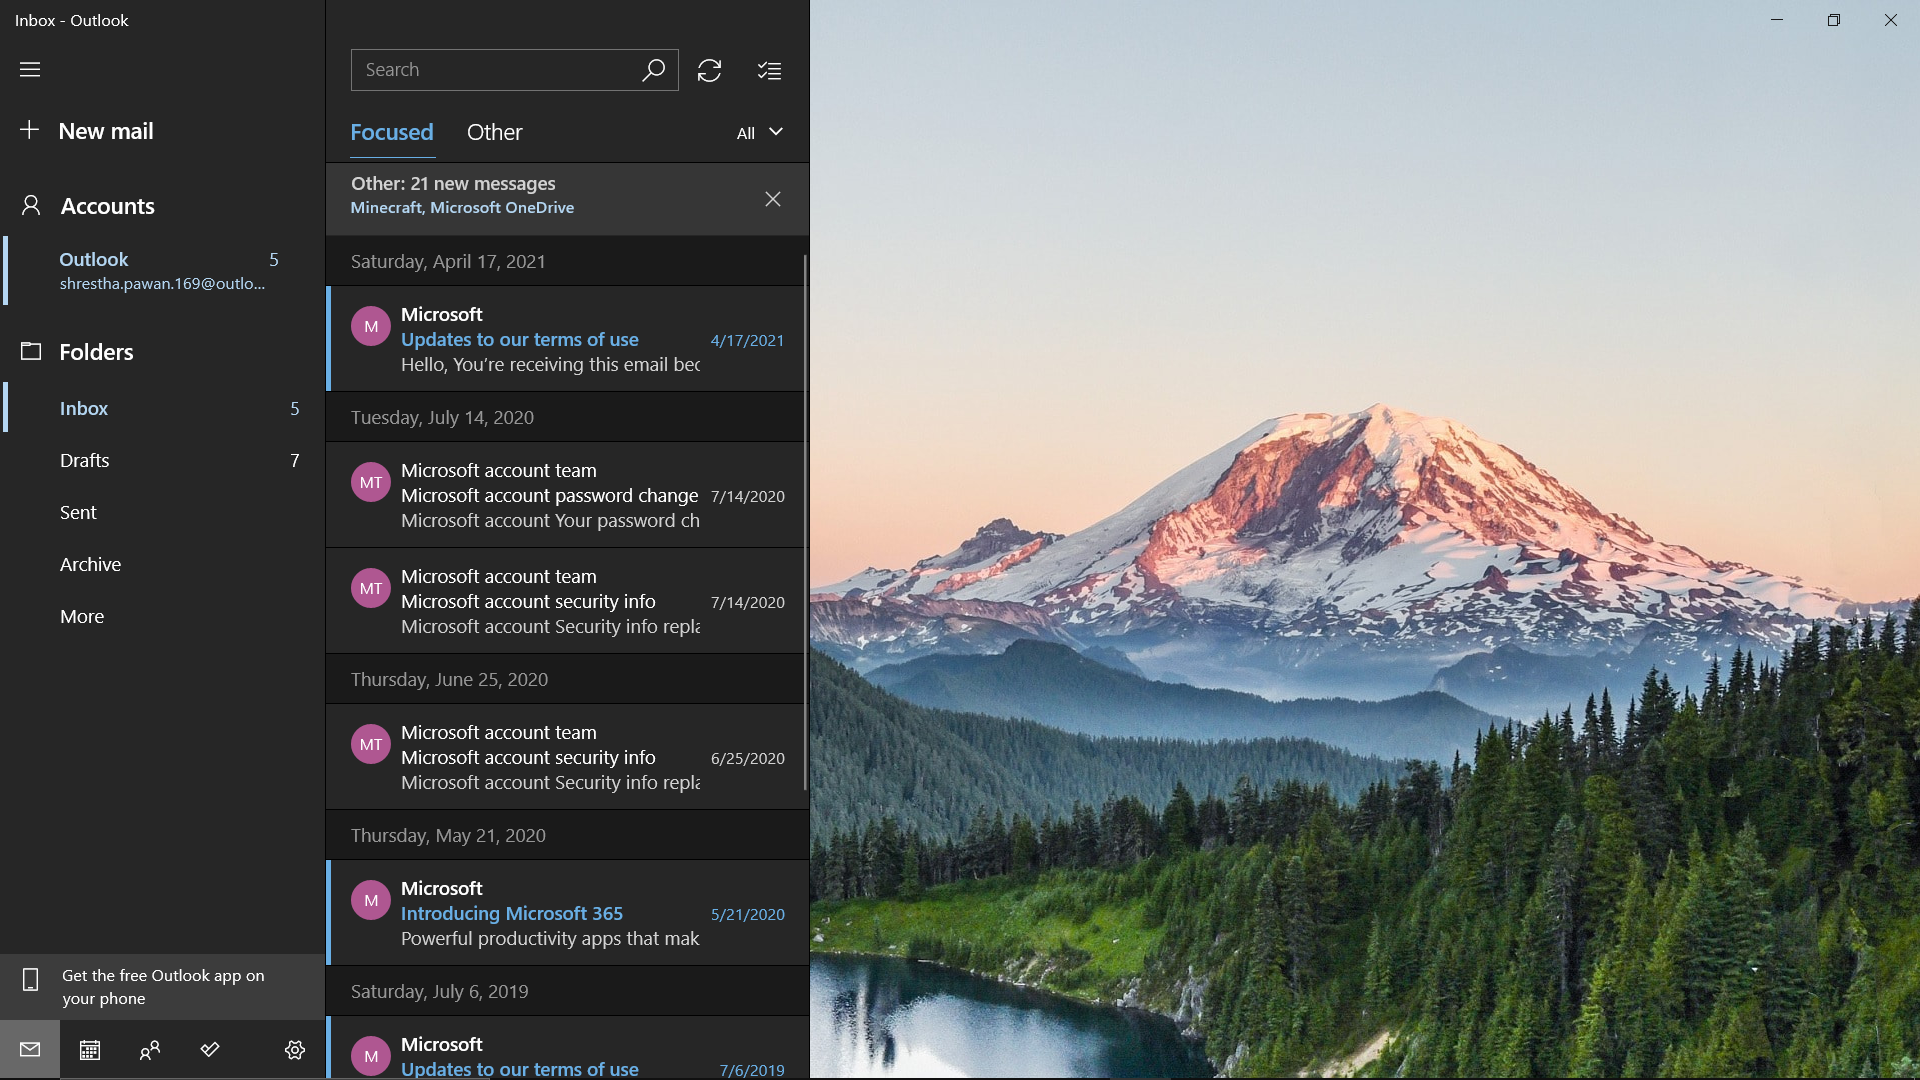 Inbox - Outlook
New mail
Accounts
Outlook 5
shrestha.pawan.169@outlo...
Folders
Inbox 5
Drafts 7
Sent
Archive
More
Get the free Outlook app on
your phone
Search
Focused Other All
Other: 21 new messages
Minecraft, Microsoft OneDrive
Saturday, April 17, 2021
M
Microsoft
Updates to our terms of use 4/17/2021
Hello, You're receiving this email bec
Tuesday, July 14, 2020
MT
Microsoft account team
Microsoft account password change 7/14/2020
Microsoft account Your password ch
MT
Microsoft account team
Microsoft account security info 7/14/2020
Microsoft account Security info repla
Thursday, June 25, 2020
MT
Microsoft account team
Microsoft account security info 6/25/2020
Microsoft account Security info repla
Thursday, May 21, 2020
M
Microsoft
Introducing Microsoft 365 5/21/2020
Powerful productivity apps that mak
Saturday, July 6, 2019
M
Microsoft
Updates to our terms of use 7/6/2019